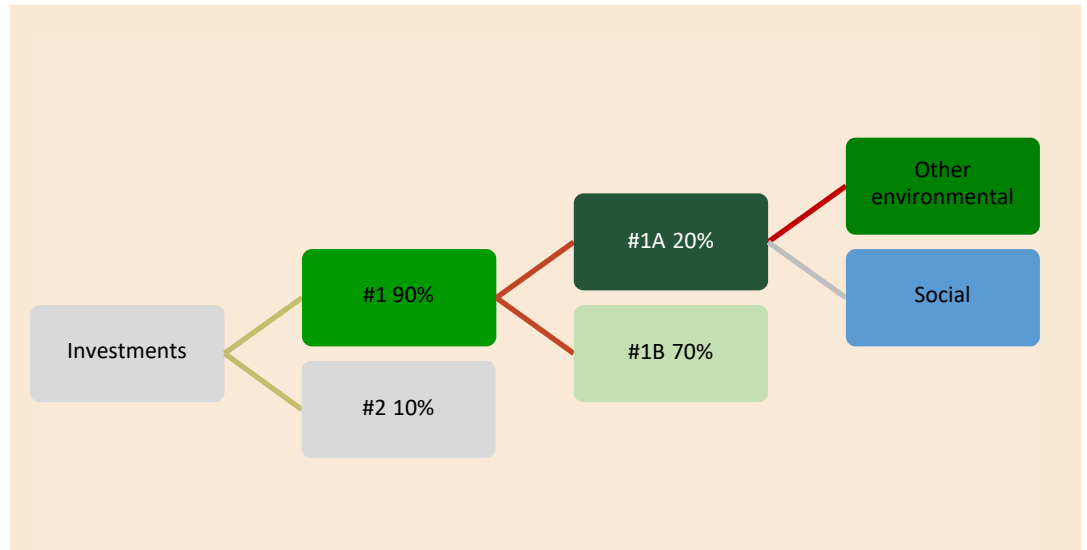 Investments
#1 90%
#2 10%
#1A 20%
#1B 70%
Other
environmental
Social